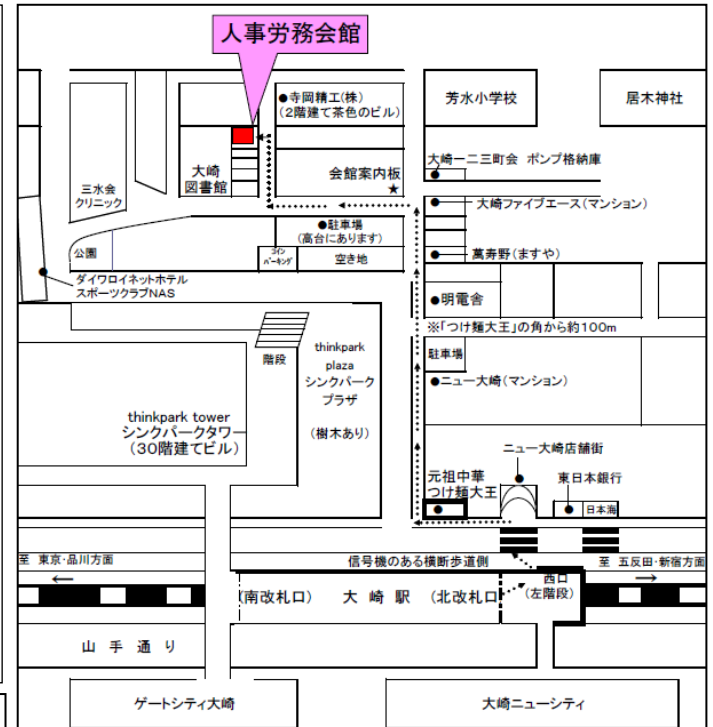 人事労務会館
●寺岡精工(株)
(2階建て茶色のビル)
芳水小学校
居木神社
大崎一二三町会 ポンプ格納庫
大崎
図書館
会館案内板
★
三水会
クリニック
大崎ファイブエース(マンション)
●駐車場
(高台にあります)
公園
コイン
パーキング
空き地
萬寿野(ますや)
ダイワロイネットホテル
スポーツクラブNAS
●明電舎
※「つけ麺大王」の角から約100m
階段
thinkpark
plaza
シンクパーク
プラザ
(樹木あり)
駐車場
●ニュー大崎(マンション)
thinkpark tower
シンクパークタワー
(30階建てビル)
ニュー大崎店舗街
元祖中華
つけ麺大王
東日本銀行
日本海
至 東京・品川方面
←
信号機のある横断歩道側
至 五反田・新宿方面
→
(南改札口) 大崎駅 (北改札口)
西口
(左階段)
山手通り
ゲートシティ大崎
大崎ニューシティ